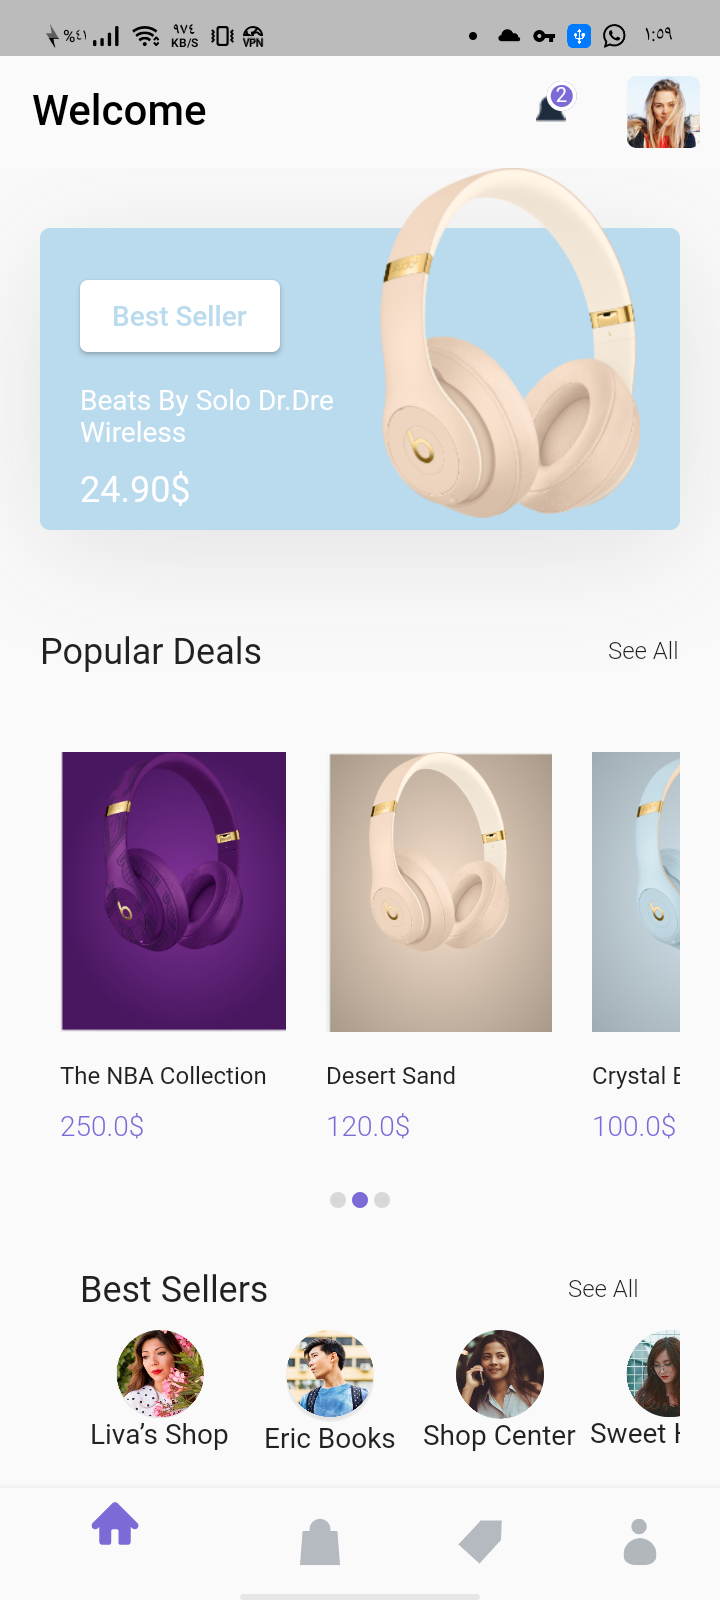 %٤١
٩٧٤
KB/S
VPN
١:٥٩
Welcome
2
Best Seller
Beats By Solo Dr.Dre
Wireless
24.90$
Popular Deals
See All
The NBA Collection
Desert Sand
Crystal
250.0$
120.0$
100.0$
Best Sellers
See All
Liva’s Shop
Eric Books
Shop Center
Sweet